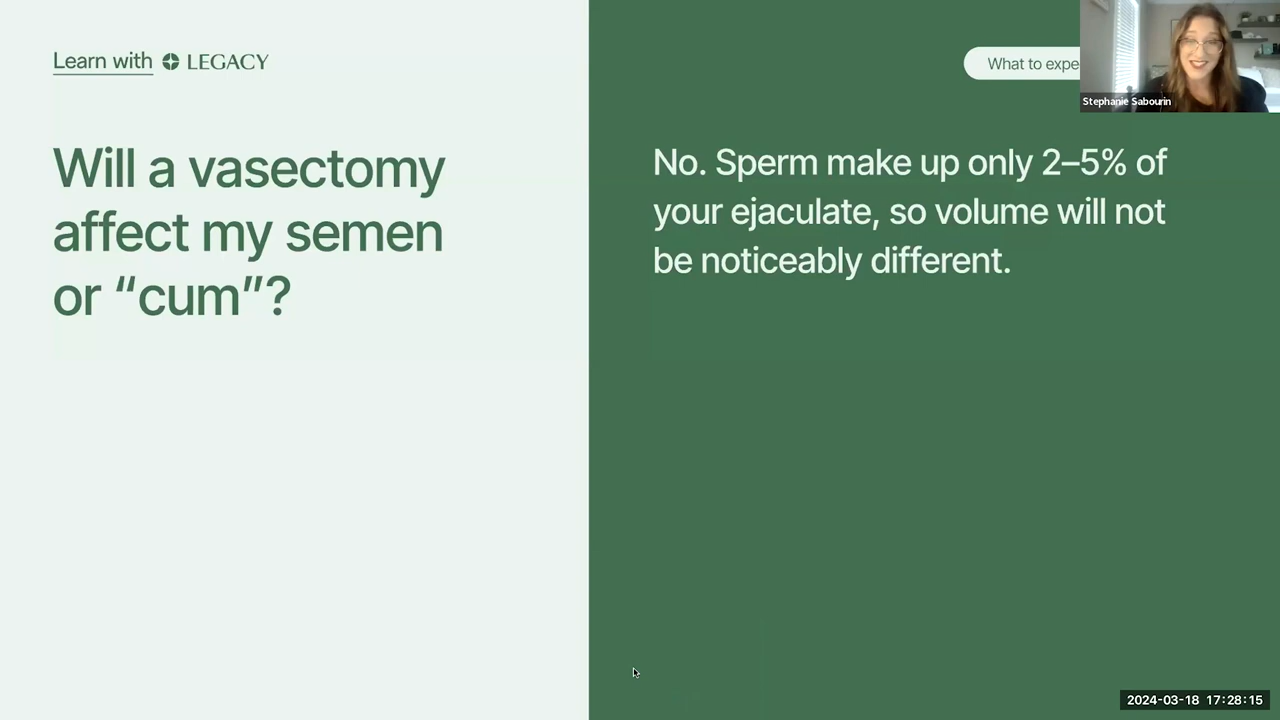 Learn with LEGACY
What to expe
Stephanie Sabourin
Will a vasectomy
affect my semen
or “cum”?
No. Sperm make up only 2–5% of
your ejaculate, so volume will not
be noticeably different.
2024-03-18 17:28:15